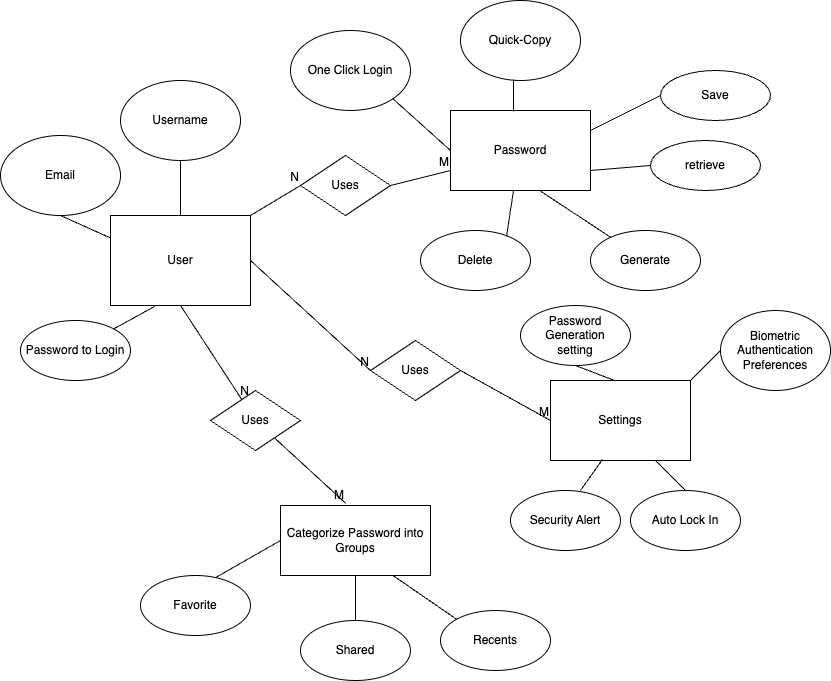 Quick-Copy
One Click Login
Save
Username
Password
M
retrieve
Email
N
Uses
User
Delete
Generate
Password
Generation
setting
Biometric
Authentication
Preferences
Password to Login
N
Uses
N
Uses
M
Settings
M
Security Alert
Auto Lock In
Categorize Password into
Groups
Favorite
Shared
Recents